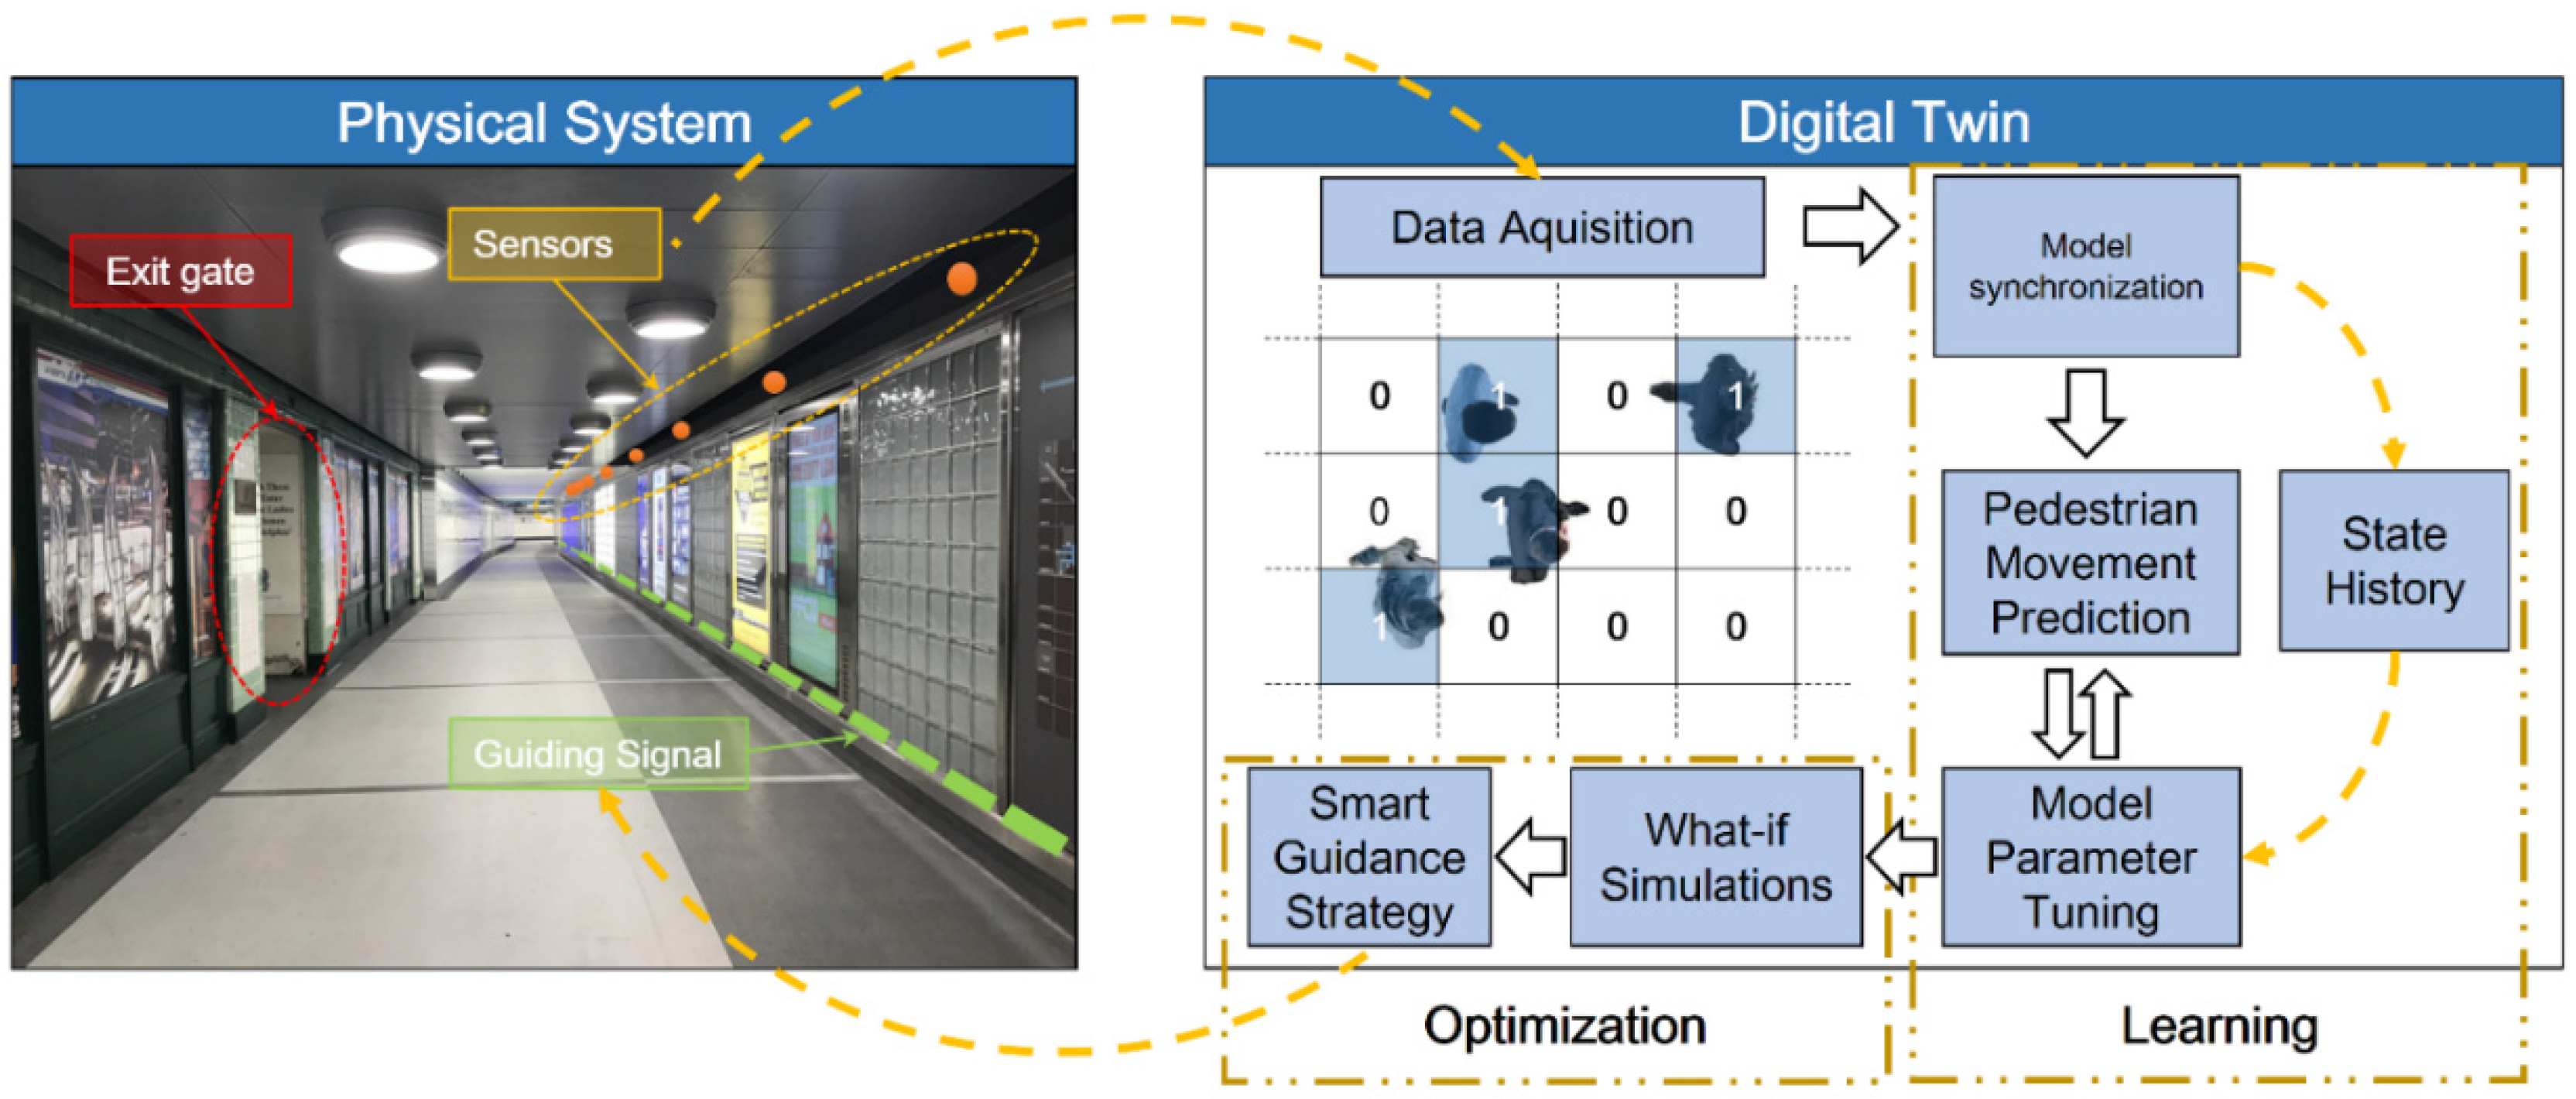 Physical System
Exit gate
Sensors
Guiding Signal
Digital Twin
Data Aquisition
Model
synchronization
0 1 0 1
0 1 0 0
1 0 0 0
Pedestrian
Movement
Prediction
State
History
Smart
Guidance
Strategy
What-if
Simulations
Model
Parameter
Tuning
Optimization
Learning